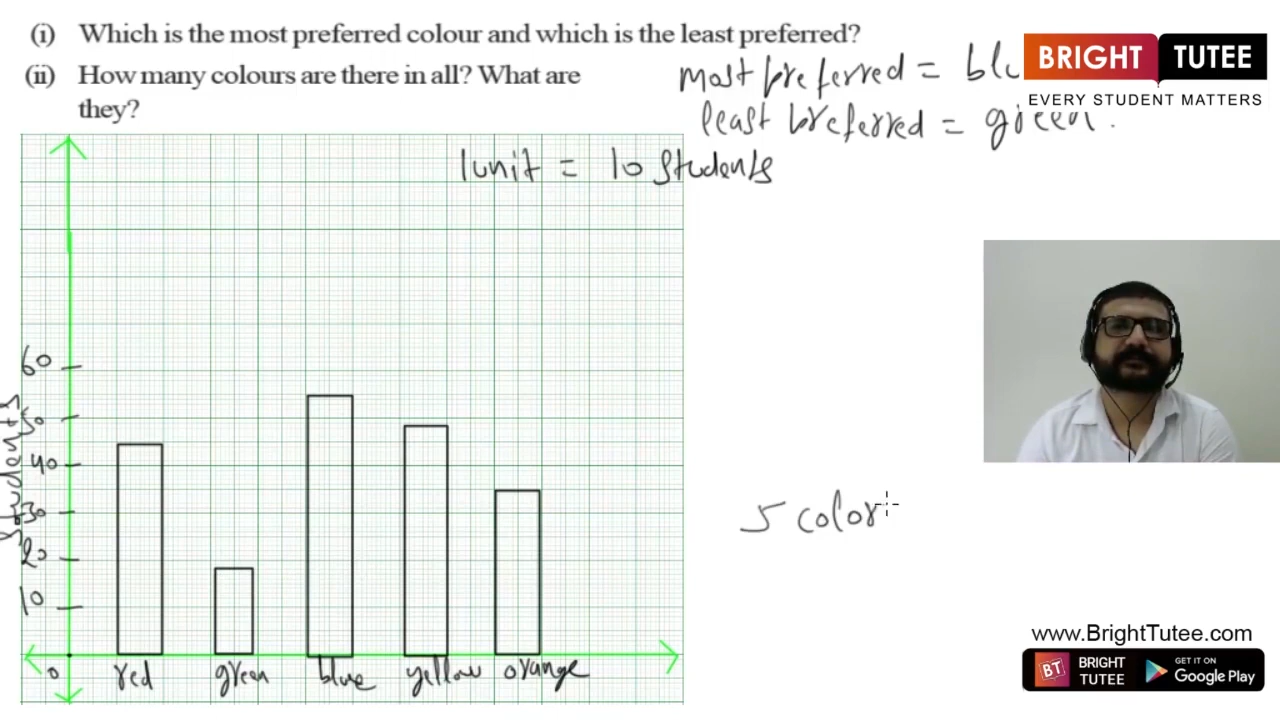 (i) Which is the most preferred colour and which is the least preferred?
(ii) How many colours are there in all? What are
they?
most preferred = blu
least preferred = green.
1unit = 10 students
BRIGHT TUTEE
EVERY STUDENT MATTERS
60
50
40
30
20
10
0
students
red green blue yellow orange
5 color
www.BrightTutee.com
BT BRIGHT TUTEE GET IT ON Google Play